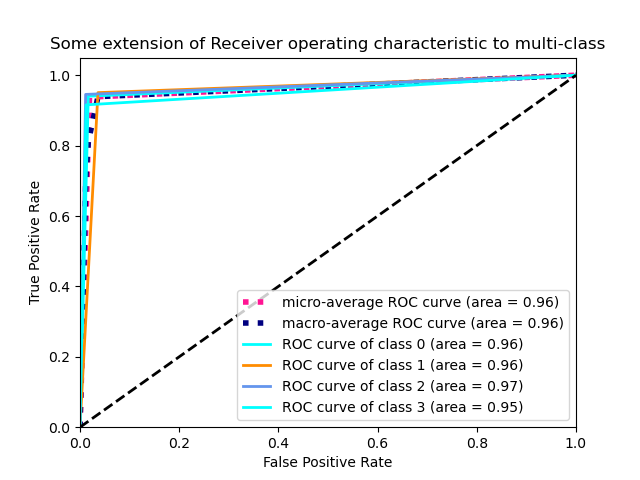 Some extension of Receiver operating characteristic to multi-class
True Positive Rate
1.0
0.8
0.6
0.4
0.2
0.0
micro-average ROC curve (area = 0.96)
macro-average ROC curve (area = 0.96)
ROC curve of class 0 (area = 0.96)
ROC curve of class 1 (area = 0.96)
ROC curve of class 2 (area = 0.97)
ROC curve of class 3 (area = 0.95)
0.0 0.2 0.4 0.6 0.8 1.0
False Positive Rate